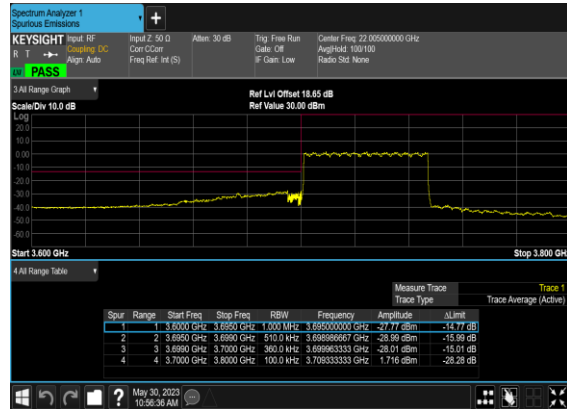 Spectrum Analyzer 1
Spurious Emissions
+
KEYSIGHT Input: RF Input Z: 50 Ω Atten: 30 dB Trig: Free Run Center Freq: 22.005000000 GHz
R T Coupling: DC Corr CCorr Gate: Off Avg|Hold: 100/100
Align: Auto Freq Ref: Int (S) IF Gain: Low Radio Std: None
PASS
3 All Range Graph
Ref Lvl Offset 18.65 dB
Scale/Div 10.0 dB Ref Value 30.00 dBm
Log
20.0
10.0
0.00
-10.0
-20.0
-30.0
-40.0
-50.0
-60.0
Start 3.600 GHz Stop 3.800 GH
4 All Range Table
Measure Trace Trace 1
Trace Type Trace Average (Active)
Spur Range Start Freq Stop Freq RBW Frequency Amplitude ΔLimit
1 1 3.6000 GHz 3.6950 GHz 1.000 MHz 3.695000000 GHz -27.77 dBm -14.77 dB
2 2 3.6950 GHz 3.6990 GHz 510.0 kHz 3.698986667 GHz -28.99 dBm -15.99 dB
3 3 3.6990 GHz 3.7000 GHz 360.0 kHz 3.699963333 GHz -28.01 dBm -15.01 dB
4 4 3.7000 GHz 3.8000 GHz 100.0 kHz 3.709333333 GHz 1.716 dBm -28.28 dB
? May 30, 2023
10:56:36 AM